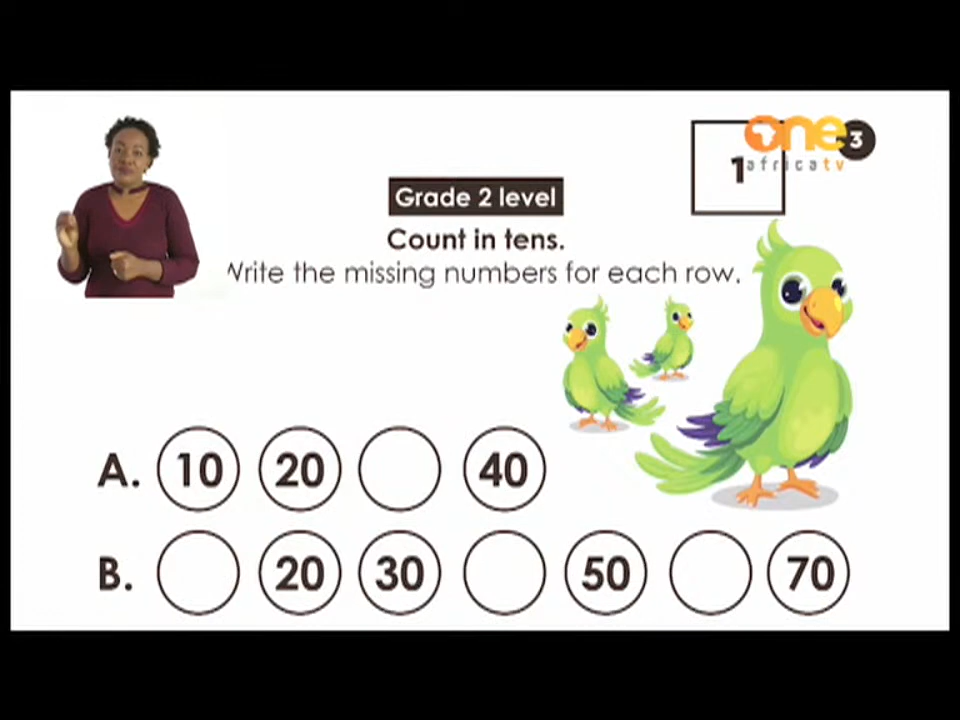 one
africa tv
3
1
Grade 2 level
Count in tens.
Write the missing numbers for each row.
A. 10 20 40
B. 20 30 50 70